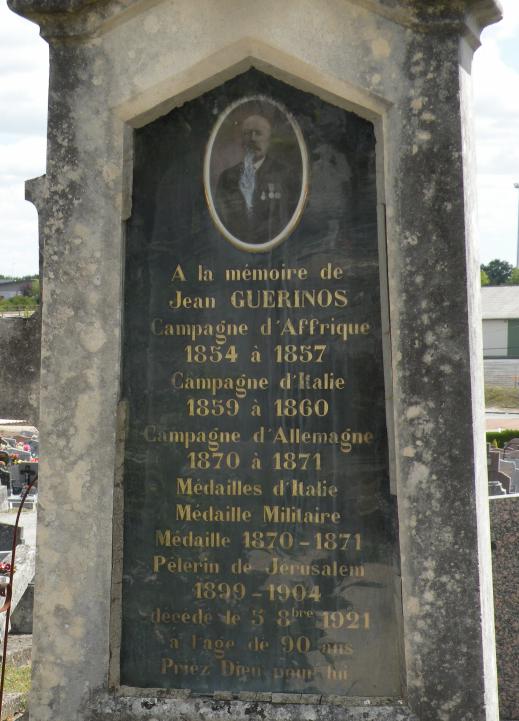 A la mémoire de
Jean GUERINOS
Campagne d'Affrique
1854 à 1857
Campagne d'Italie
1859 à 1860
Campagne d'Allemagne
1870 à 1871
Médailles d'Italie
Médaille Militaire
Médaille 1870-1871
Pélerin de Jérusalem
1899-1904
décédé le 5 8bre 1921
à l'age de 90 ans
Priez Dieu pour lui